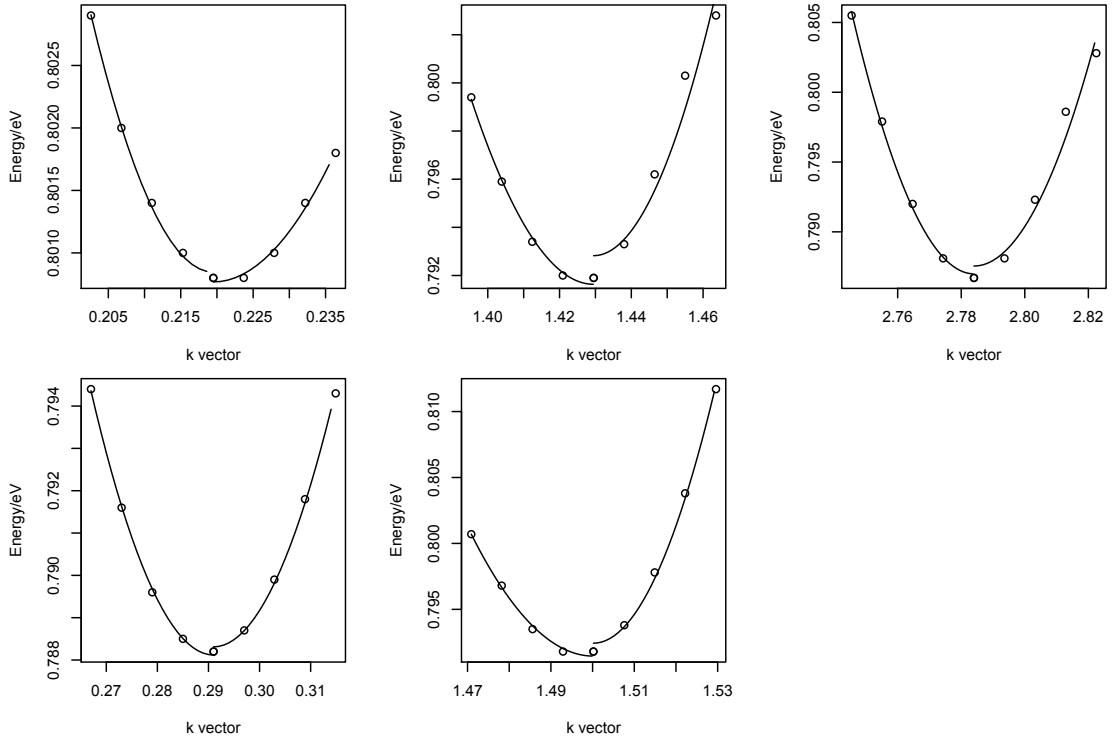 0.8010 0.8015 0.8020 0.8025
Energy/eV
0.205 0.215 0.225 0.235
k vector
0.792 0.796 0.800
Energy/eV
1.40 1.42 1.44 1.46
k vector
0.790 0.795 0.800 0.805
Energy/eV
2.76 2.78 2.80 2.82
k vector
0.788 0.790 0.792 0.794
Energy/eV
0.27 0.28 0.29 0.30 0.31
k vector
0.795 0.800 0.805 0.810
Energy/eV
1.47 1.49 1.51 1.53
k vector